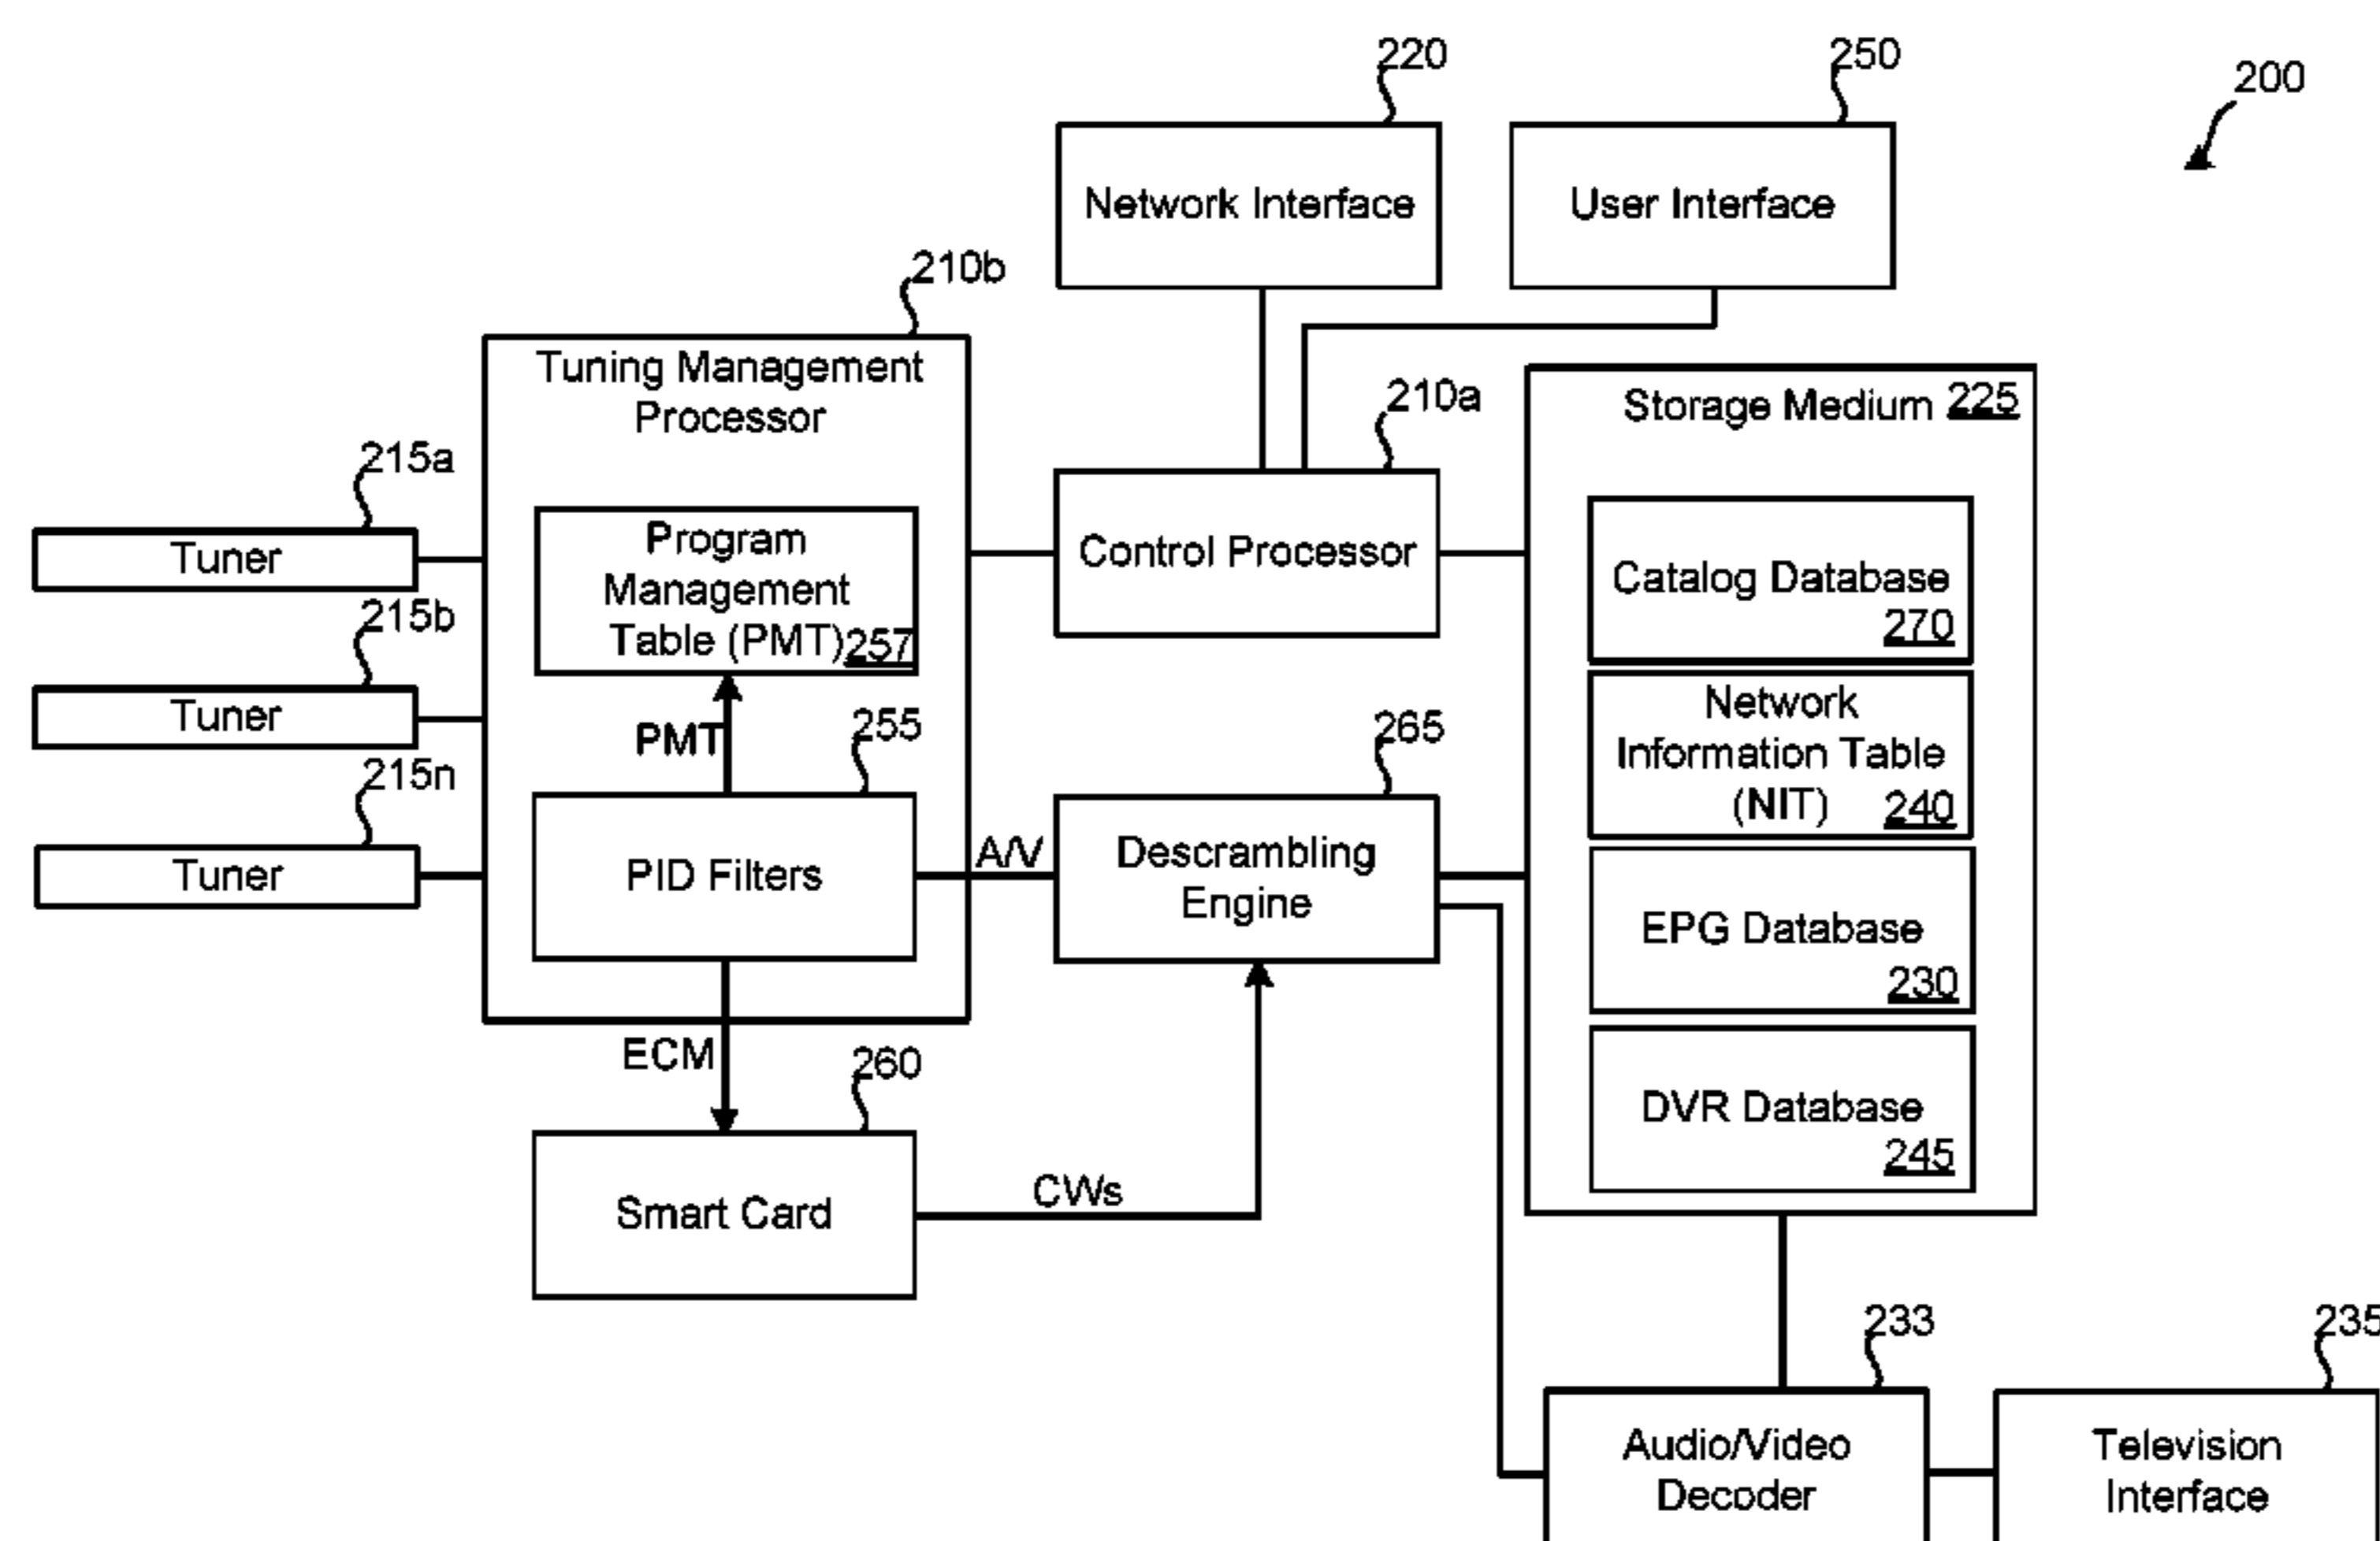 220
250
200
Network Interface
User Interface
210b
Tuning Management
Processor
210a
Storage Medium 225
215a
Tuner
Program
Management
Table (PMT) 257
Control Processor
Catalog Database
270
215b
Tuner
PMT
255
265
Network
Information Table
(NIT) 240
215n
Tuner
PID Filters
A/V
Descrambling
Engine
EPG Database
230
ECM
260
DVR Database
245
Smart Card
CWs
233
235
Audio/Video
Decoder
Television
Interface